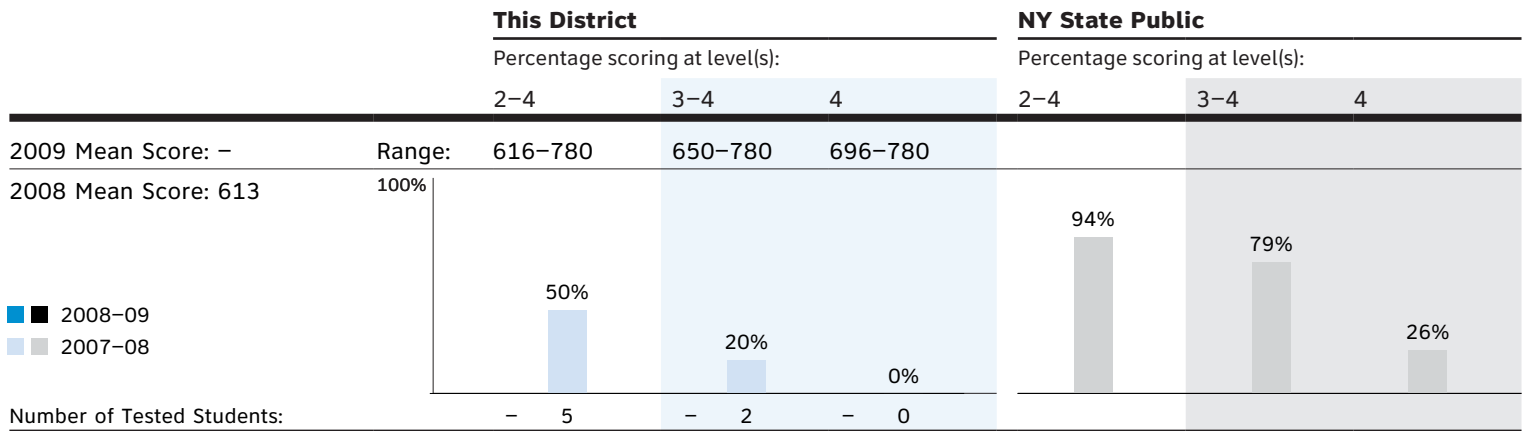 This District NY State Public
Percentage scoring at level(s): Percentage scoring at level(s):
2–4 3–4 4 2–4 3–4 4
2009 Mean Score: – Range: 616–780 650–780 696–780
2008 Mean Score: 613 100%
94%
79%
50%
2008–09
26%
20%
2007–08
0%
Number of Tested Students: – 5 – 2 – 0